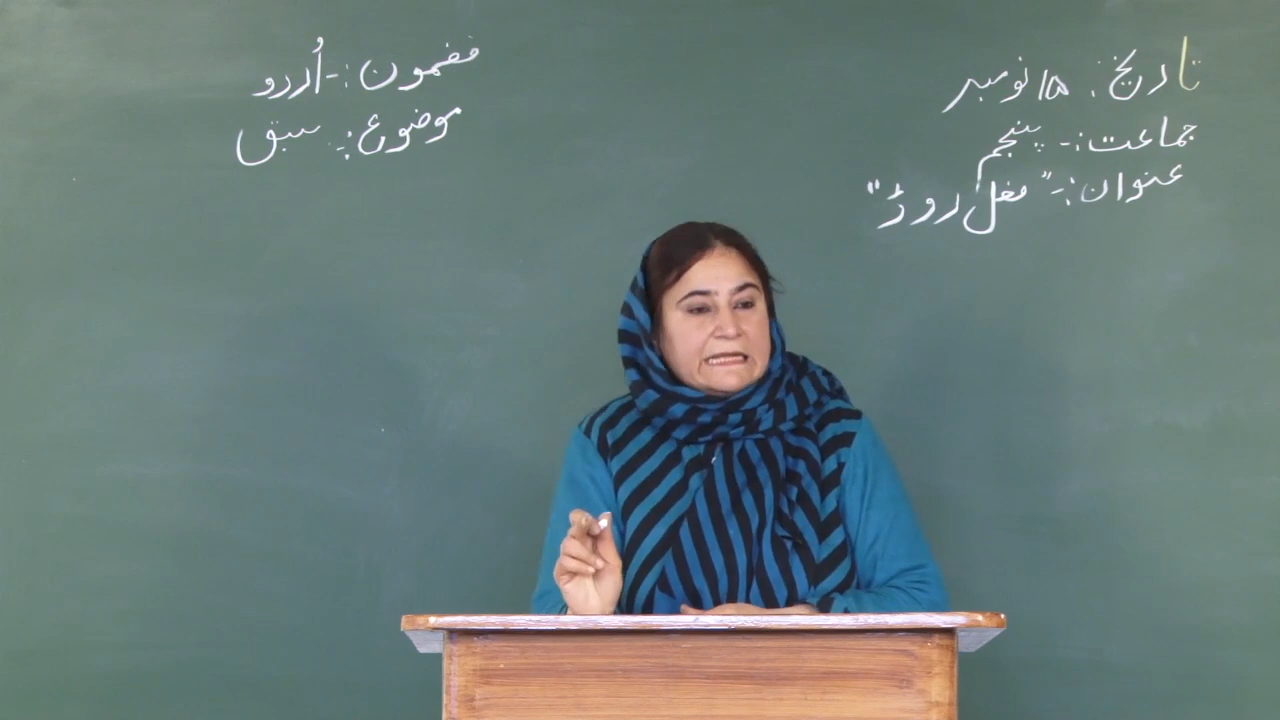 تاریخ: ۱۵ نومبر
جماعت:- پنجم
عنوان:- "مغل روڈ"
مضمون:- اُردو
موضوع:- سبق